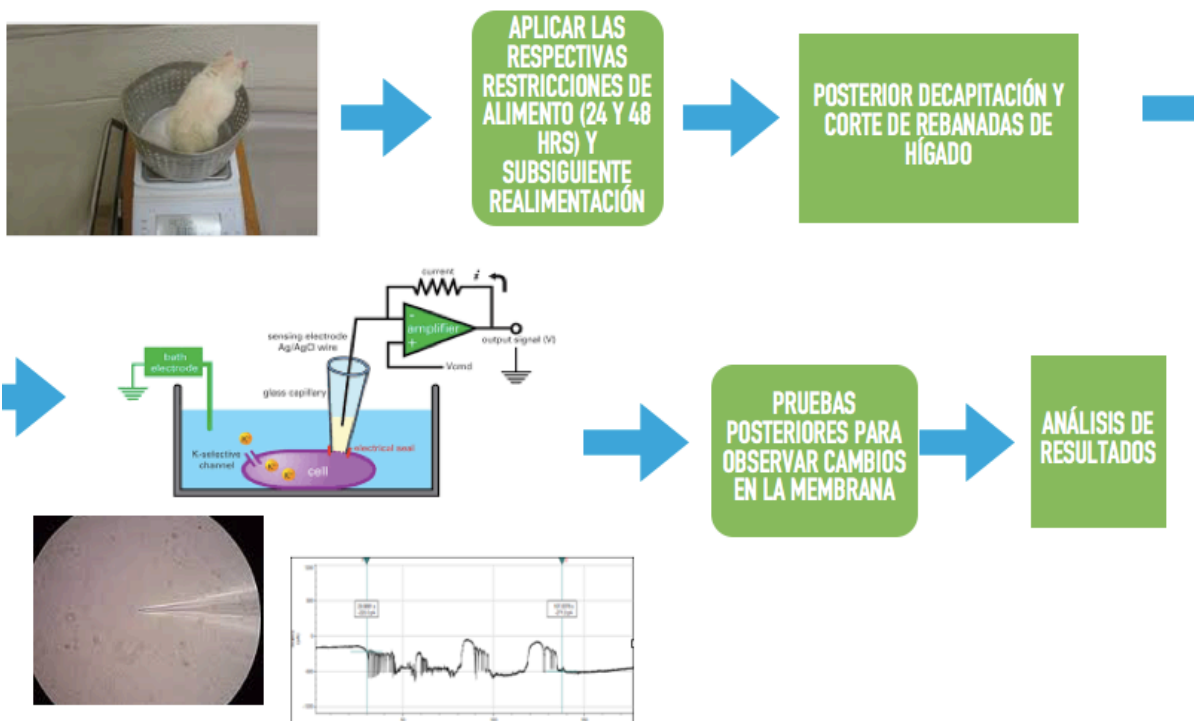 APLICAR LAS
RESPECTIVAS
RESTRICCIONES DE
ALIMENTO (24 Y 48
HRS) Y
SUBSIGUIENTE
REALIMENTACIÓN
POSTERIOR DECAPITACIÓN Y
CORTE DE REBANADAS DE
HÍGADO
current
i
sensing electrode
Ag/AgCl wire
-
amplifier
+
output signal (V)
Vcmd
bath
electrode
glass capillary
electrical seal
K-selective
channel
cell
PRUEBAS
POSTERIORES PARA
OBSERVAR CAMBIOS
EN LA MEMBRANA
ANÁLISIS DE
RESULTADOS